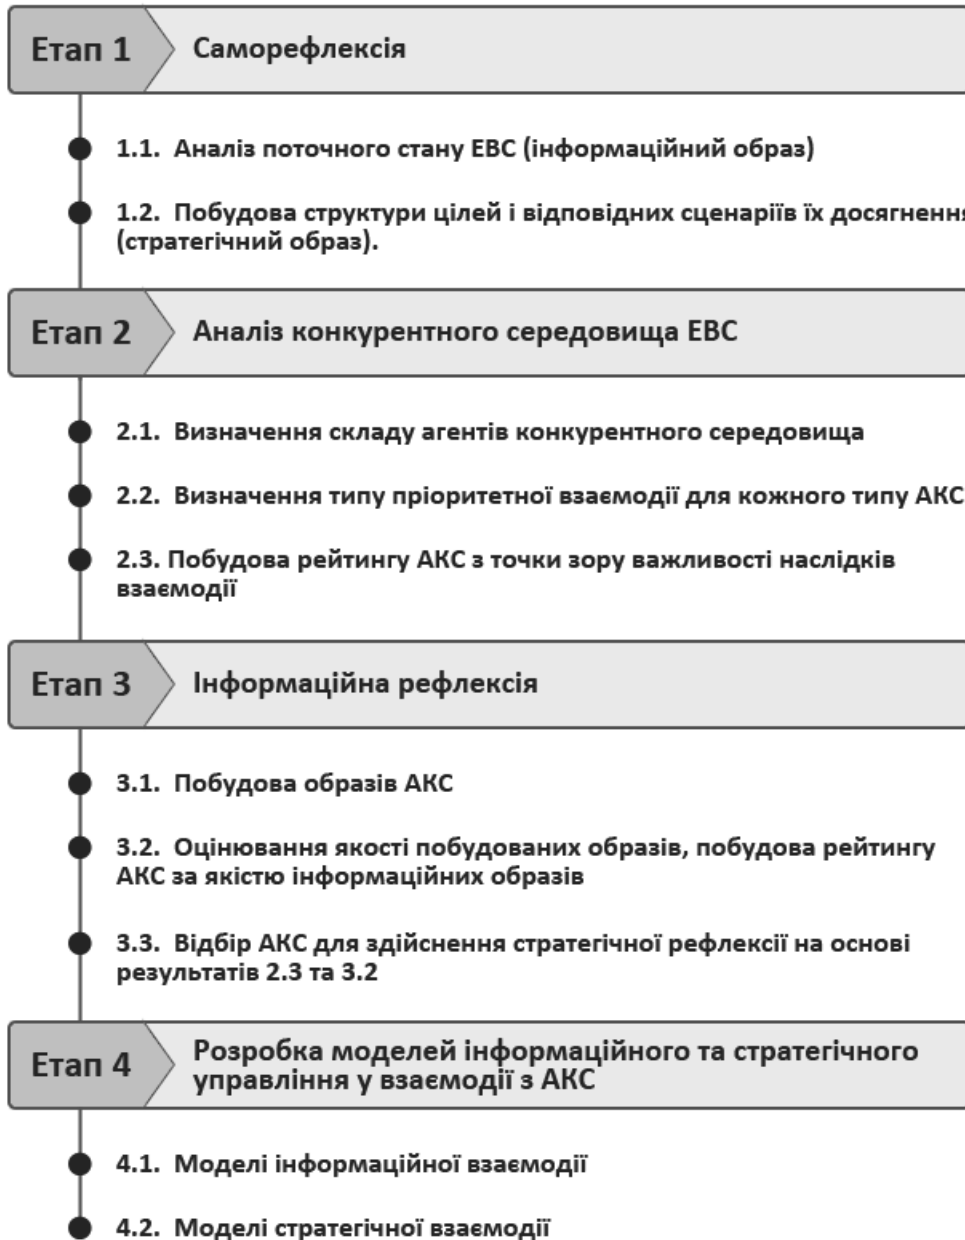 Етап 1
Саморефлексія
1.1. Аналіз поточного стану ЕВС (інформаційний образ)
1.2. Побудова структури цілей і відповідних сценаріїв їх досягнення
(стратегічний образ).
Етап 2
Аналіз конкурентного середовища ЕВС
2.1. Визначення складу агентів конкурентного середовища
2.2. Визначення типу пріоритетної взаємодії для кожного типу АКС
2.3. Побудова рейтингу АКС з точки зору важливості наслідків
взаємодії
Етап 3
Інформаційна рефлексія
3.1. Побудова образів АКС
3.2. Оцінювання якості побудованих образів, побудова рейтингу
АКС за якістю інформаційних образів
3.3. Відбір АКС для здійснення стратегічної рефлексії на основі
результатів 2.3 та 3.2
Етап 4
Розробка моделей інформаційного та стратегічного
управління у взаємодії з АКС
4.1. Моделі інформаційної взаємодії
4.2. Моделі стратегічної взаємодії